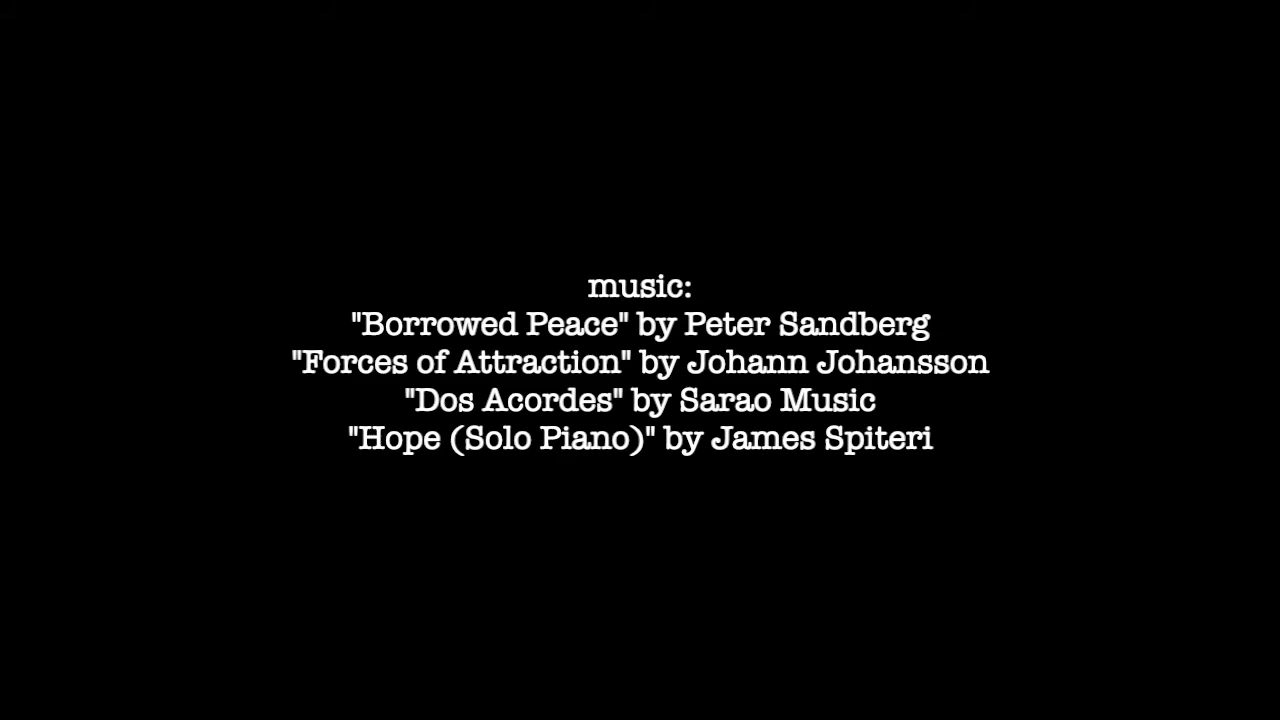 music:
"Borrowed Peace" by Peter Sandberg
"Forces of Attraction" by Johann Johansson
"Dos Acordes" by Sarao Music
"Hope (Solo Piano)" by James Spiteri